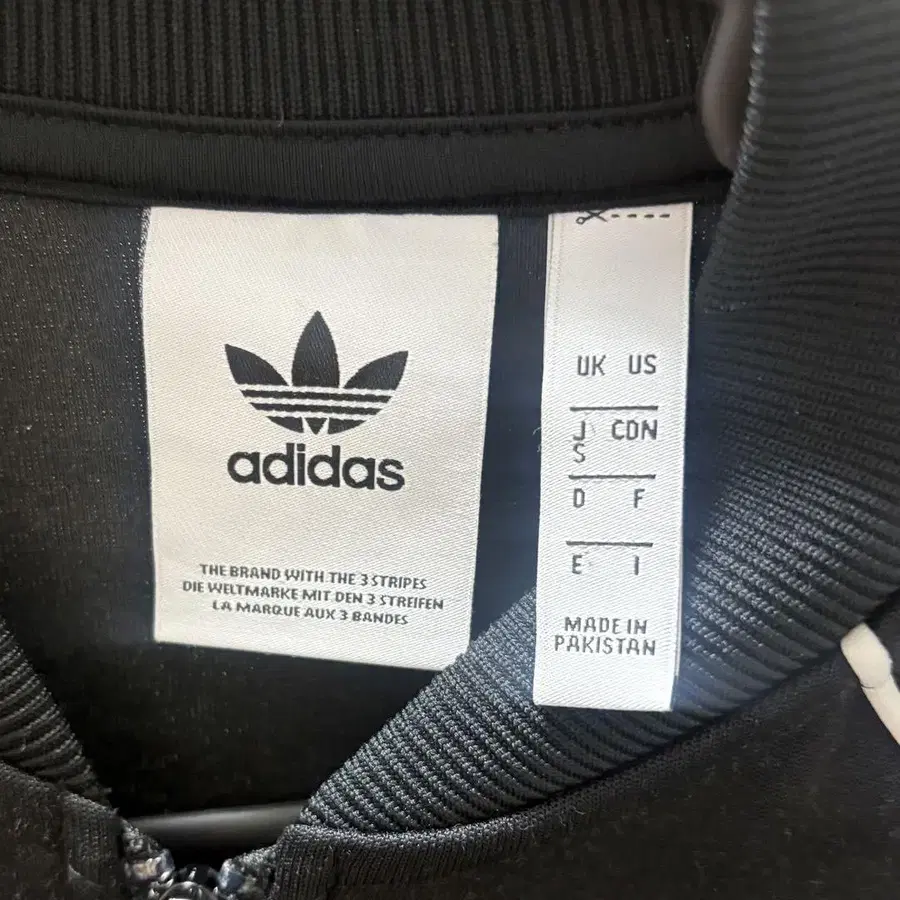 adidas
THE BRAND WITH THE 3 STRIPES
DIE WELTMARKE MIT DEN 3 STREIFEN
LA MARQUE AUX 3 BANDES
UK US
J CDN
S
D F
E I
MADE IN
PAKISTAN